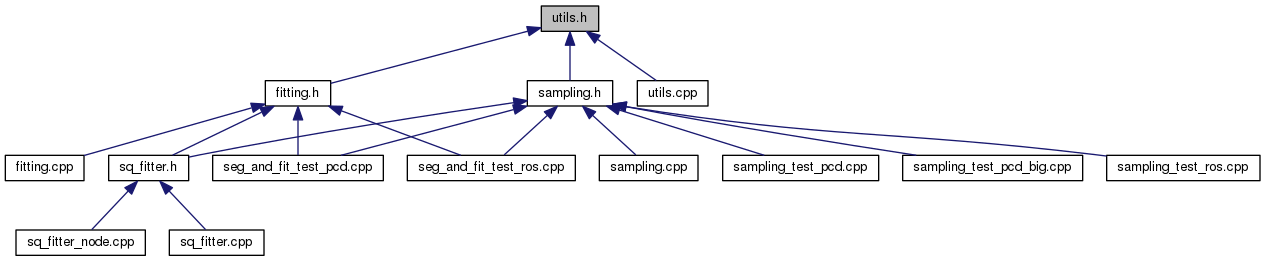 utils.h
fitting.h
sampling.h
utils.cpp
fitting.cpp
sq_fitter.h
seg_and_fit_test_pcd.cpp
seg_and_fit_test_ros.cpp
sampling.cpp
sampling_test_pcd.cpp
sampling_test_pcd_big.cpp
sampling_test_ros.cpp
sq_fitter_node.cpp
sq_fitter.cpp